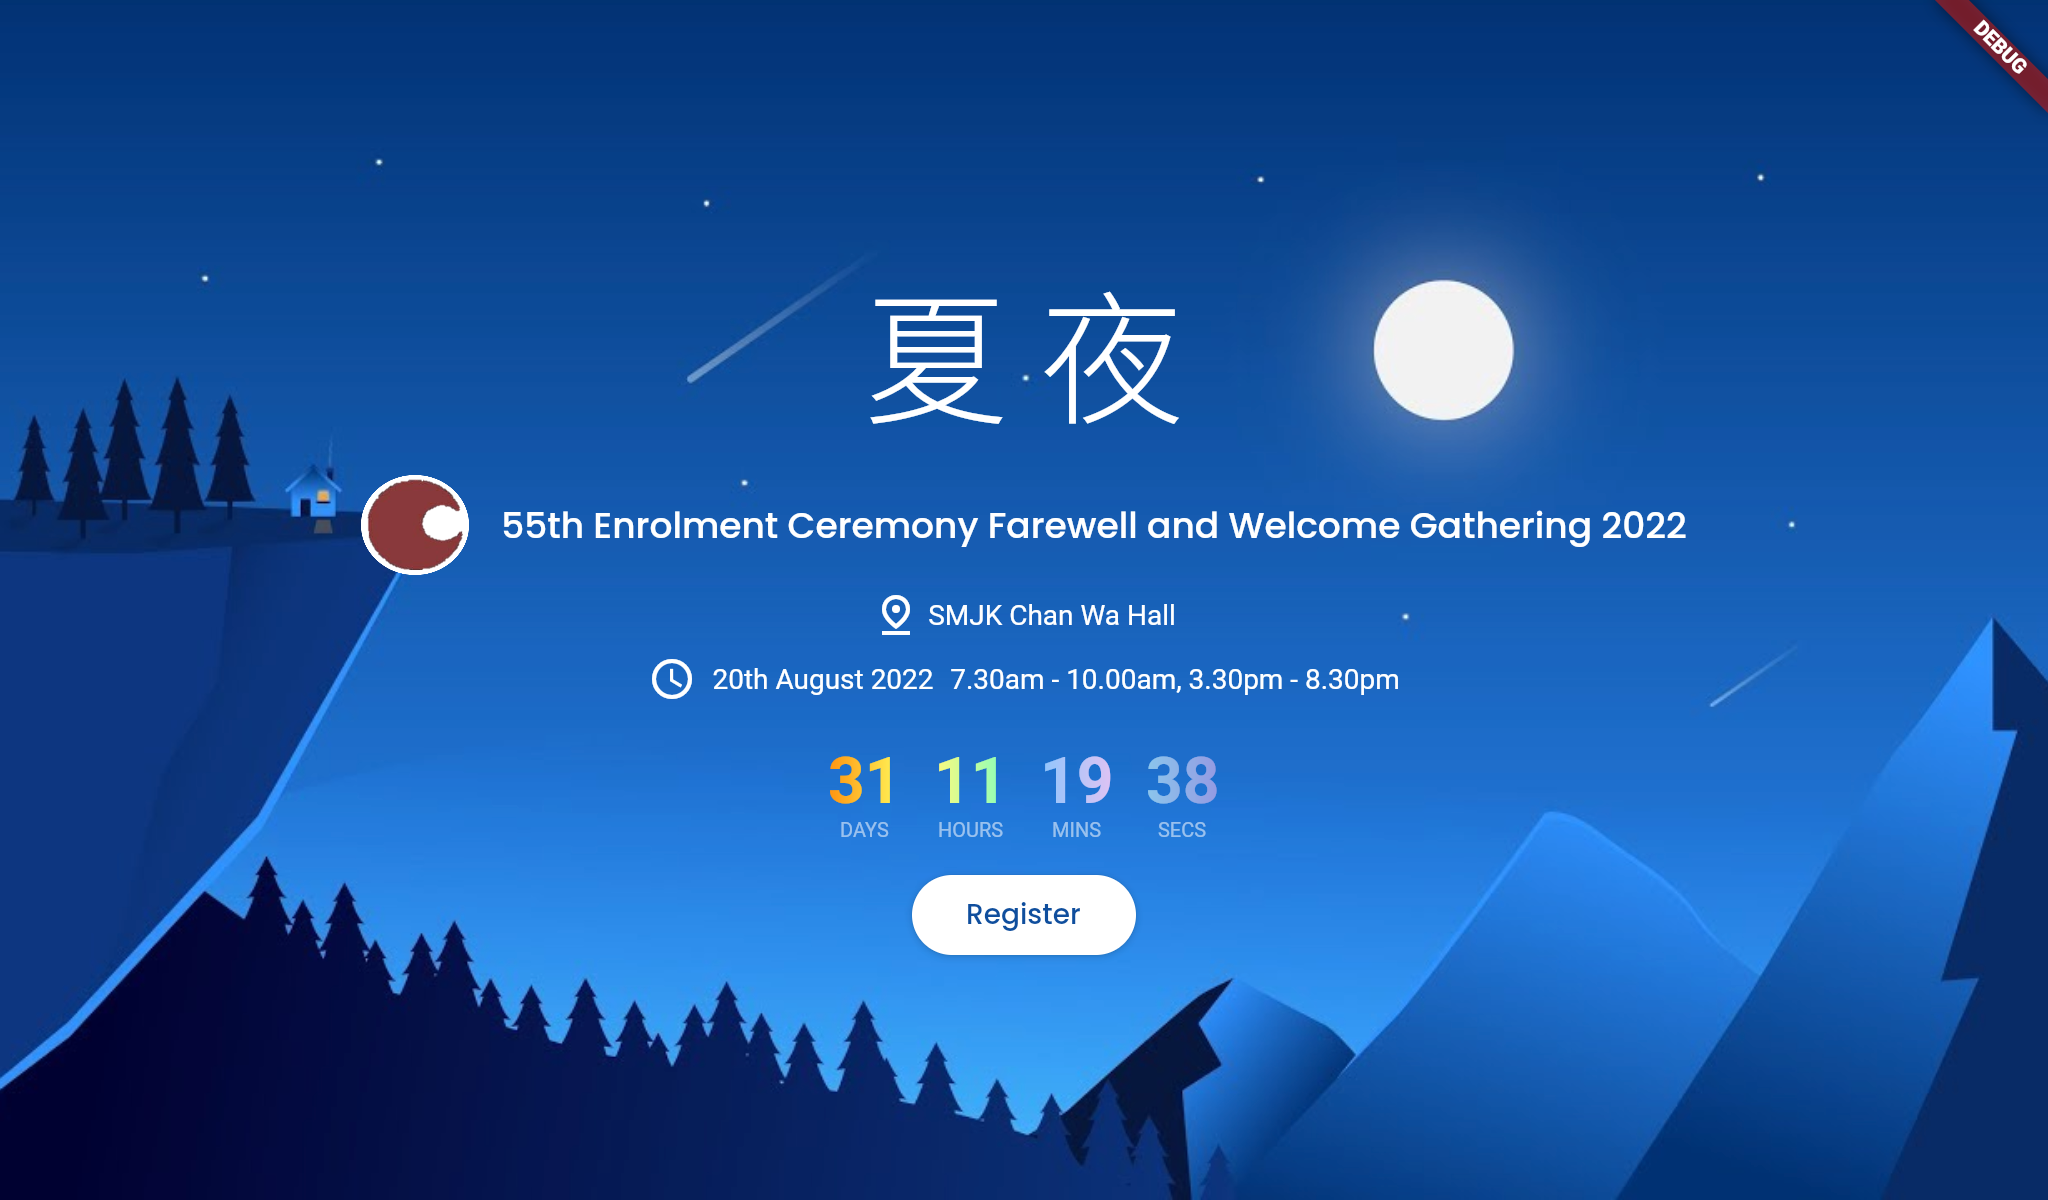 DEBUG
夏夜
55th Enrolment Ceremony Farewell and Welcome Gathering 2022
SMJK Chan Wa Hall
20th August 2022 7.30am - 10.00am, 3.30pm - 8.30pm
31 11 19 38
DAYS HOURS MINS SECS
Register